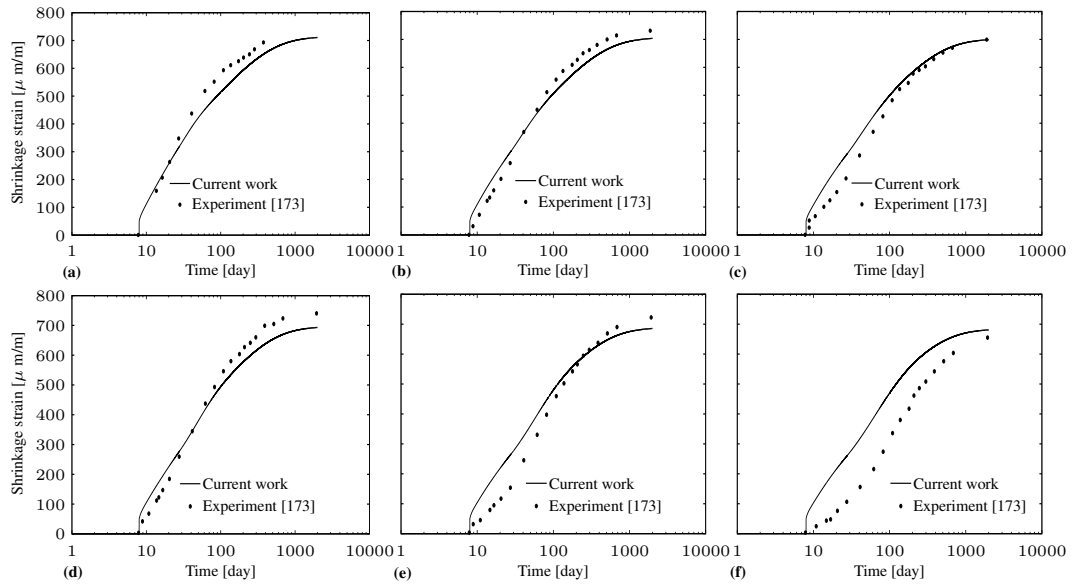 800
700
600
500
400
300
200
100
0
Shrinkage strain [μ m/m]
Current work
Experiment [173]
1 10 100 1000 10000
Time [day]
(a)
Current work
Experiment [173]
1 10 100 1000 10000
Time [day]
(b)
Current work
Experiment [173]
1 10 100 1000 10000
Time [day]
(c)
800
700
600
500
400
300
200
100
0
Shrinkage strain [μ m/m]
Current work
Experiment [173]
1 10 100 1000 10000
Time [day]
(d)
Current work
Experiment [173]
1 10 100 1000 10000
Time [day]
(e)
Current work
Experiment [173]
1 10 100 1000 10000
Time [day]
(f)